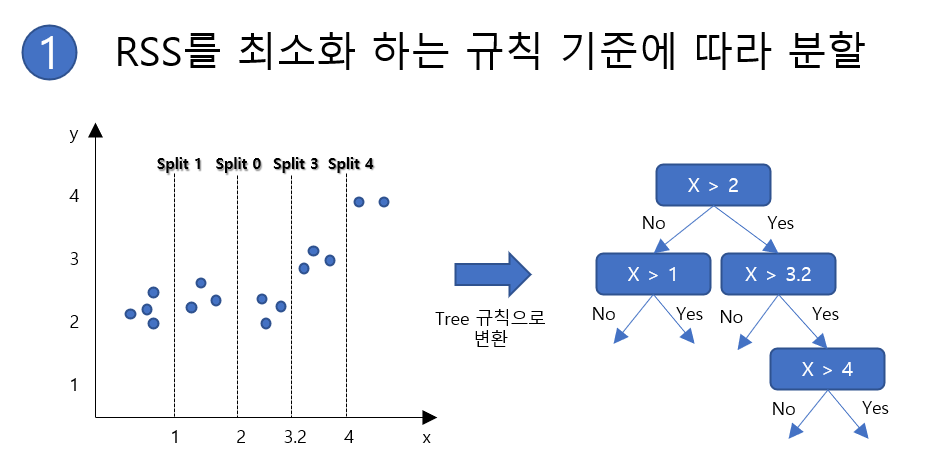 1 RSS를 최소화 하는 규칙 기준에 따라 분할
y
Split 1 Split 0 Split 3 Split 4
4
3
2
1
1 2 3.2 4 x
Tree 규칙으로
변환
X > 2
No Yes
X > 1 X > 3.2
No Yes No Yes
X > 4
No Yes